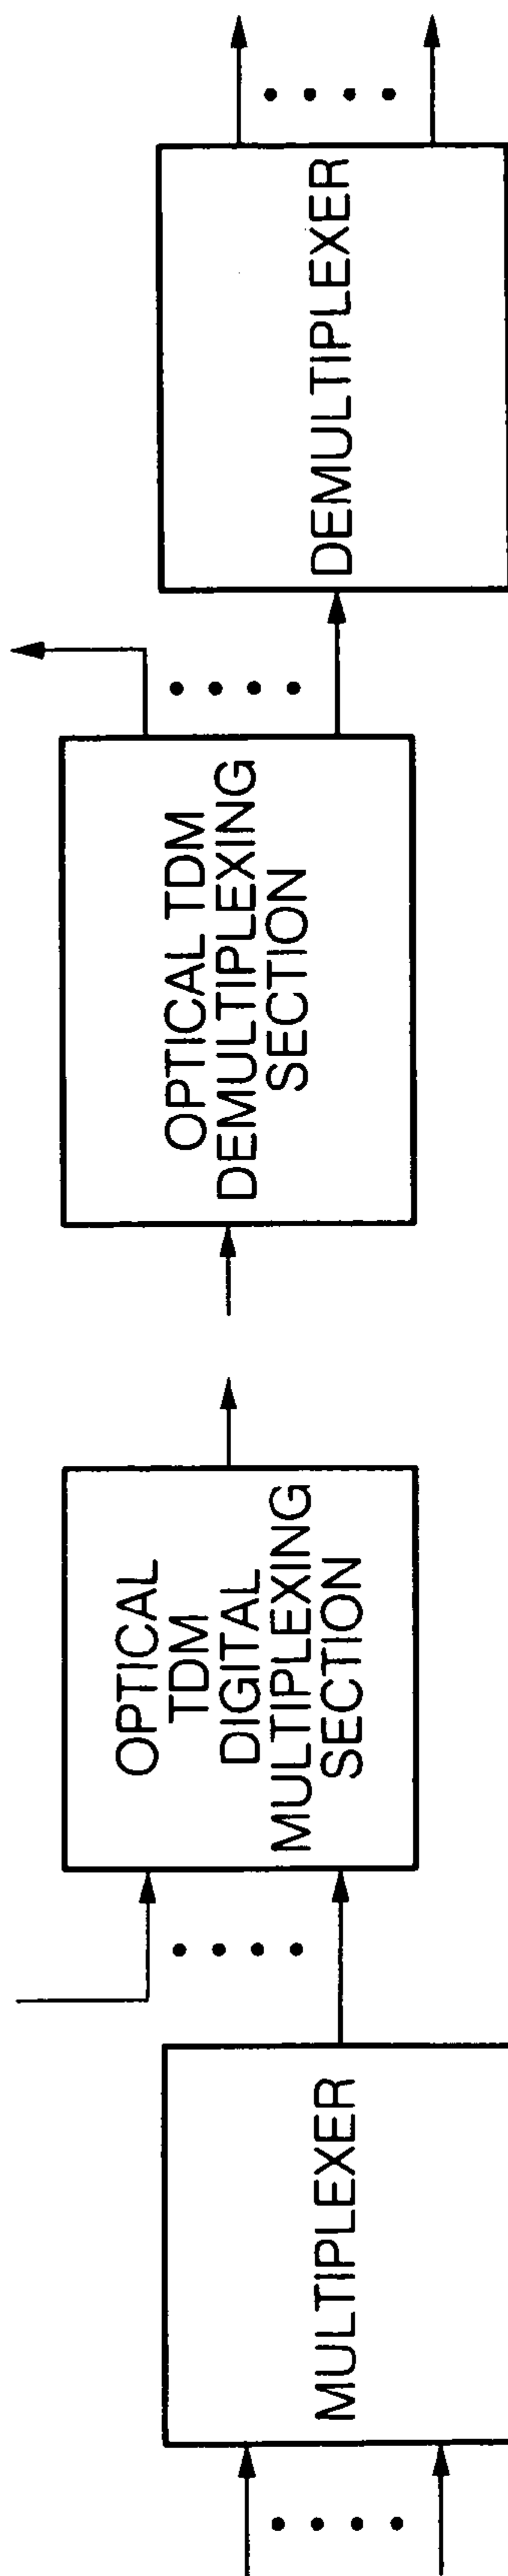 MULTIPLEXER
OPTICAL
TDM
DIGITAL
MULTIPLEXING
SECTION
OPTICAL TDM
DEMULTIPLEXING
SECTION
DEMULTIPLEXER